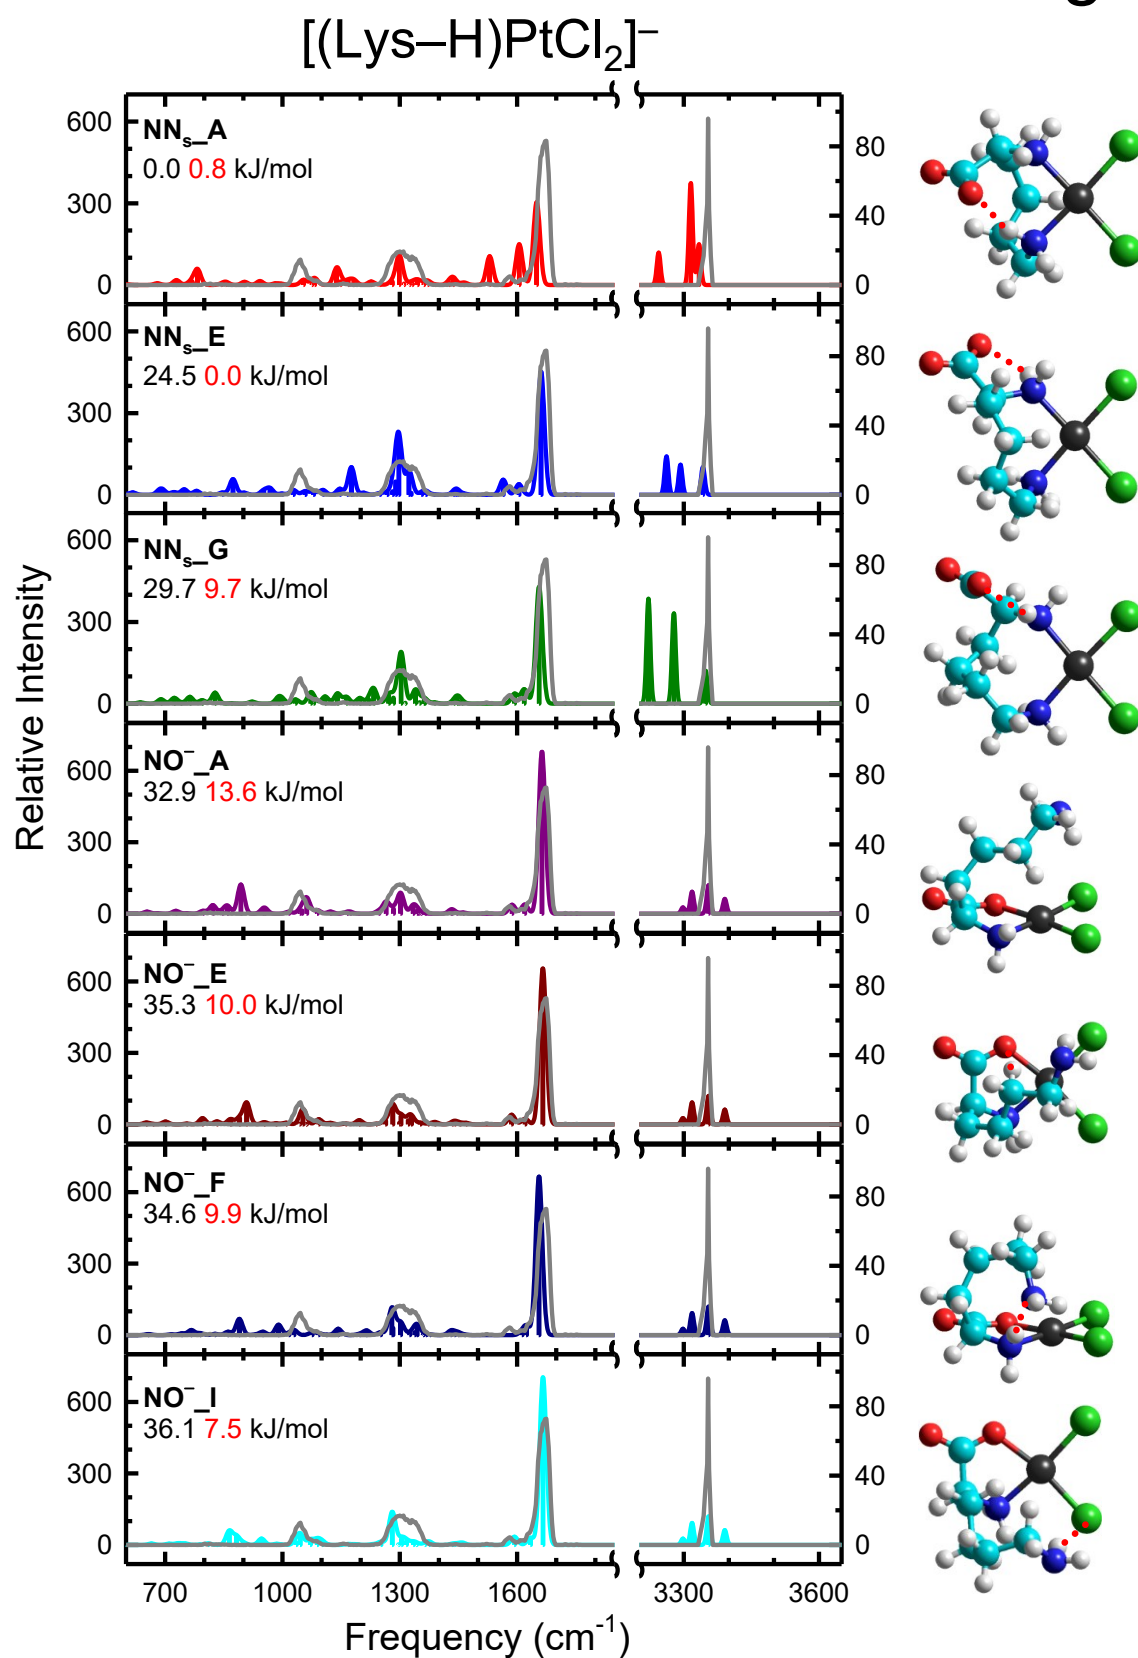 g
[(Lys–H)PtCl₂]⁻
NNₛ_A
0.0 0.8 kJ/mol
600
300
0
80
40
0
NNₛ_E
24.5 0.0 kJ/mol
600
300
0
80
40
0
NNₛ_G
29.7 9.7 kJ/mol
600
300
0
80
40
0
NO⁻_A
32.9 13.6 kJ/mol
600
300
0
80
40
0
NO⁻_E
35.3 10.0 kJ/mol
600
300
0
80
40
0
NO⁻_F
34.6 9.9 kJ/mol
600
300
0
80
40
0
NO⁻_I
36.1 7.5 kJ/mol
600
300
0
80
40
0
Relative Intensity
700 1000 1300 1600 3300 3600
Frequency (cm⁻¹)